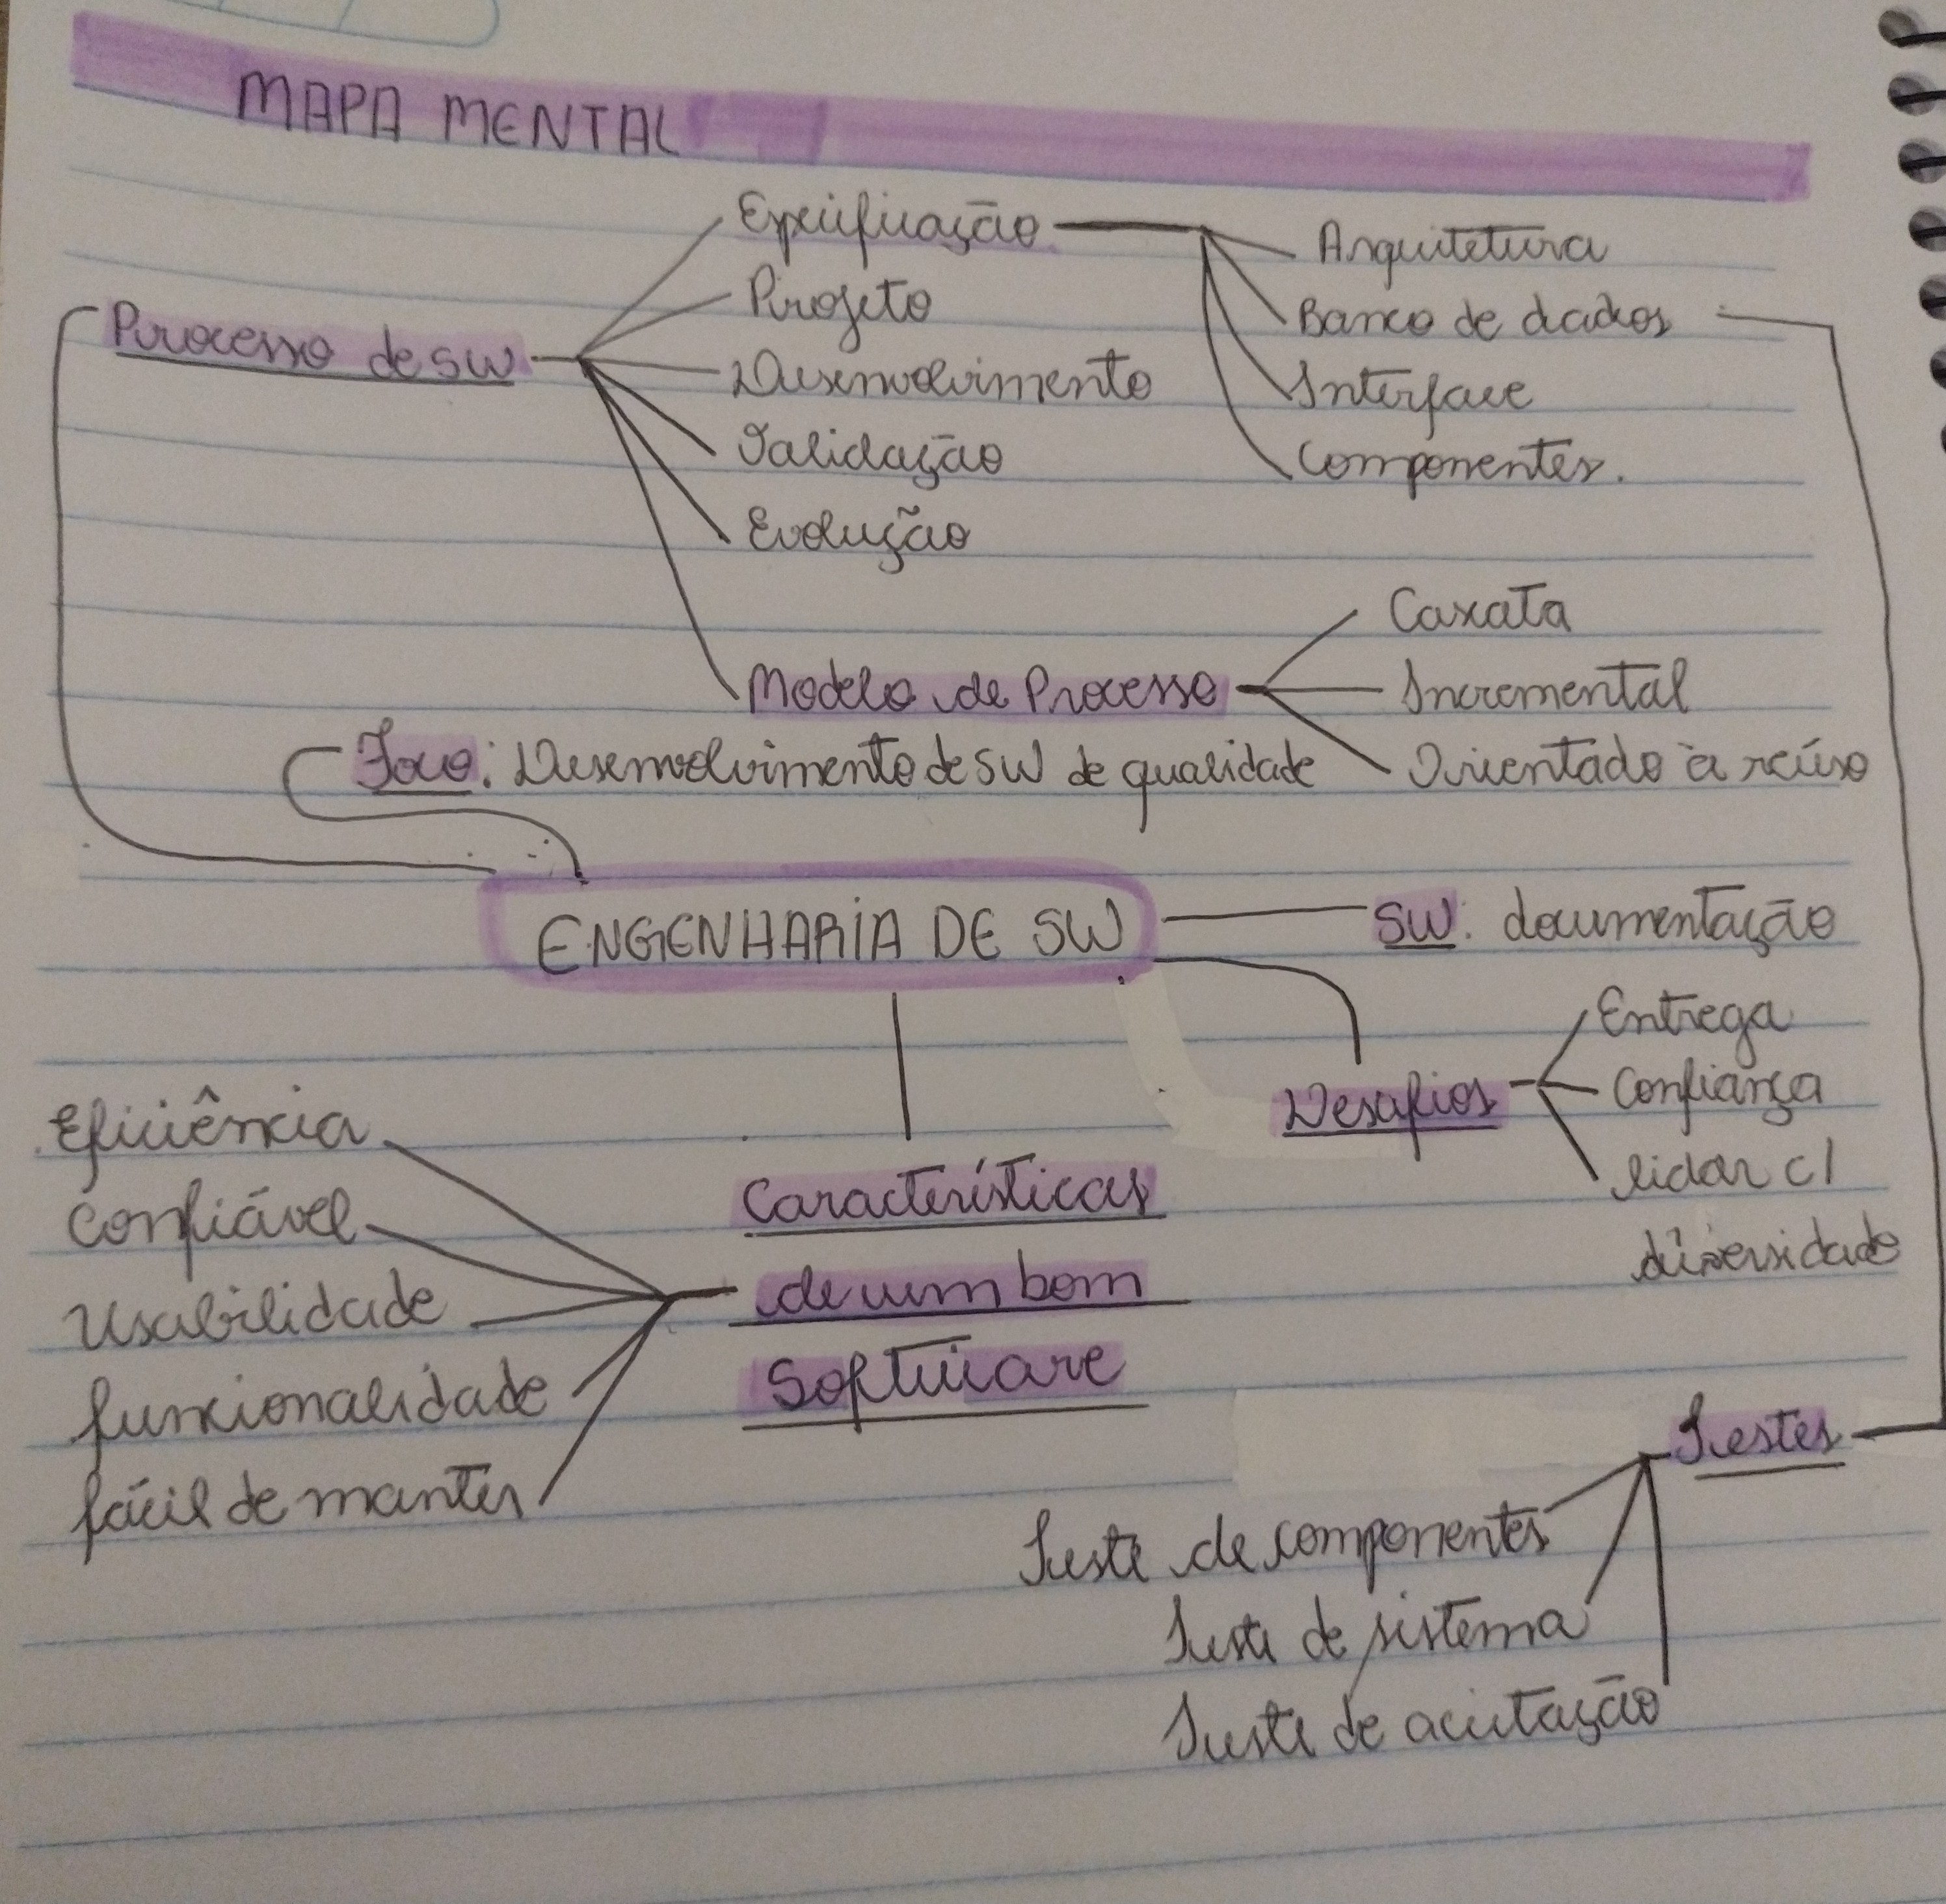 MAPA MENTAL
Processo de SW
Especificação
Projeto
Desenvolvimento
Validação
Evolução
Modelo de Processo
Arquitetura
Banco de dados
Interface
Componentes.
Caxata
Incremental
Orientado à reúso
Foco: Desenvolvimento de SW de qualidade
ENGENHARIA DE SW
SW: documentação
Desafios
Entrega
Confiança
lidar c/
diversidade
Características
de um bom
Software
Eficiência
Confiável
Usabilidade
funcionalidade
fácil de manter
Testes
Teste de componentes
Teste de sistema
Teste de aceitação